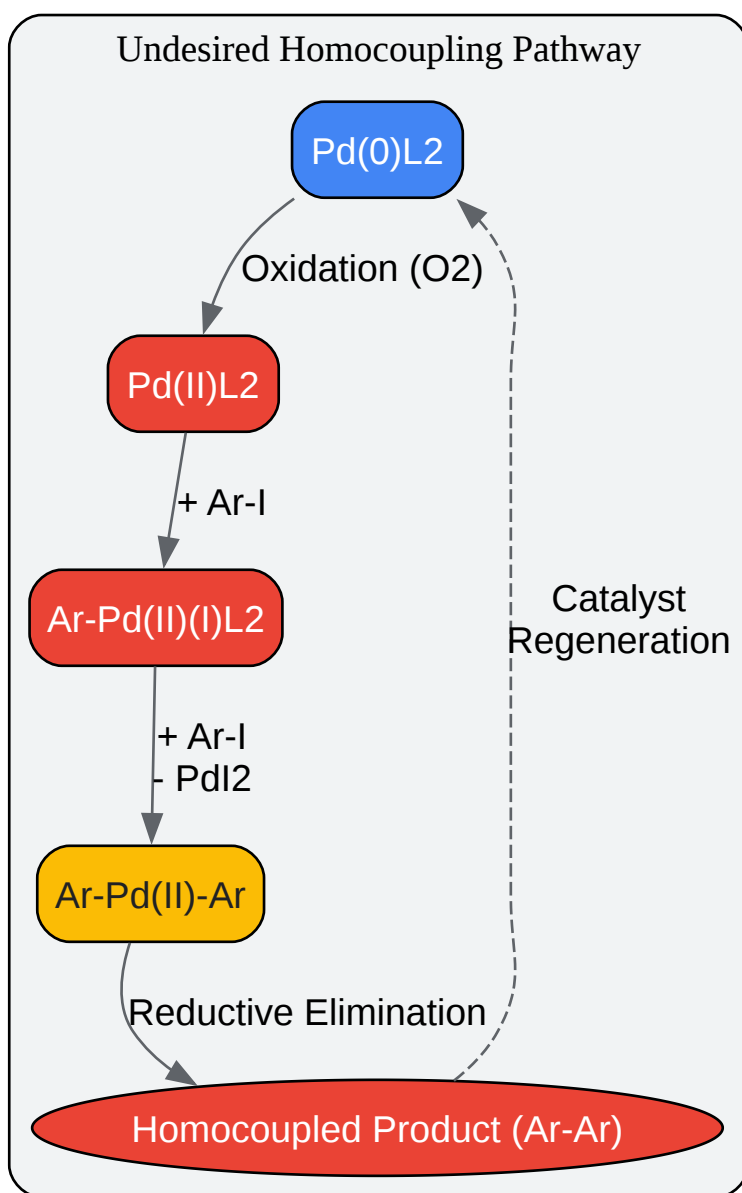 Undesired Homocoupling Pathway
Pd(0)L2
Oxidation (O2)
Pd(II)L2
+ Ar-I
Ar-Pd(II)(I)L2
Catalyst
Regeneration
+ Ar-I
- PdI2
Ar-Pd(II)-Ar
Reductive Elimination
Homocoupled Product (Ar-Ar)